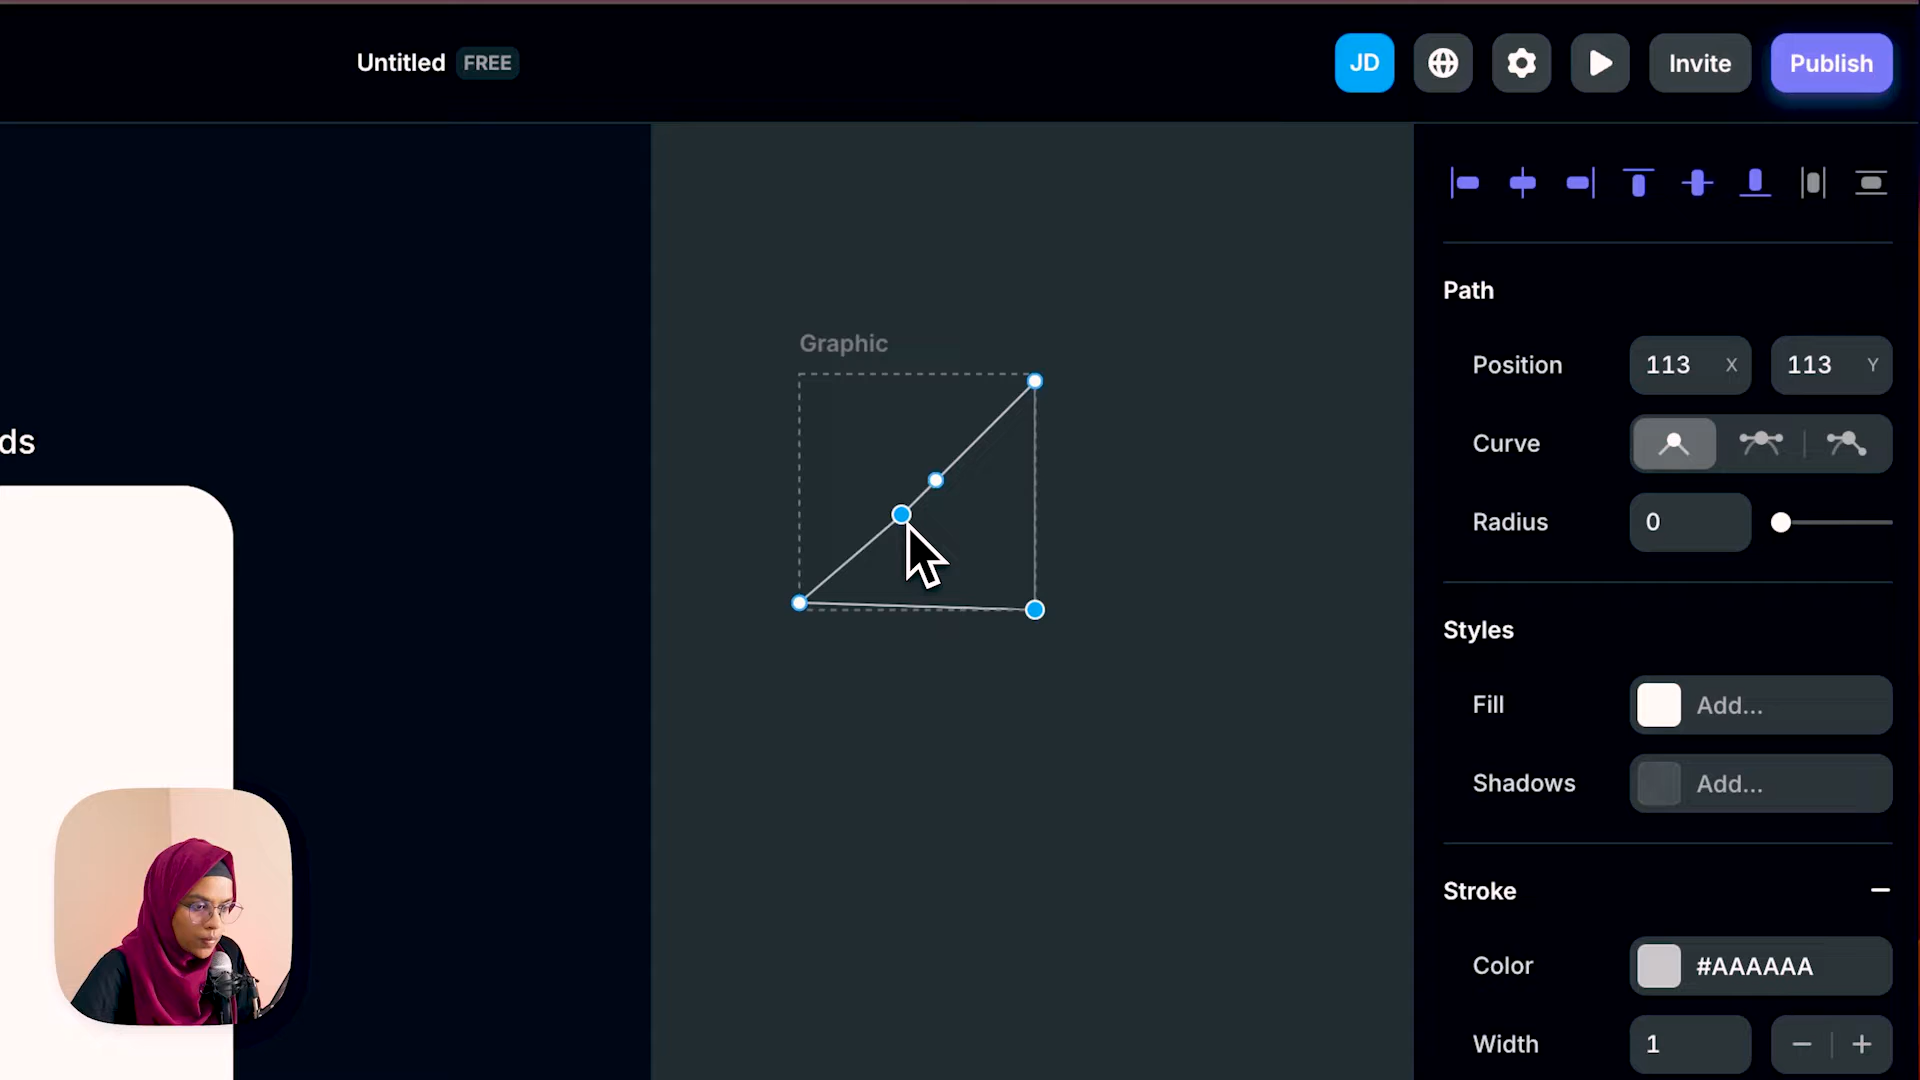 Untitled FREE
JD
Invite
Publish
Path
Graphic
Position 113 X 113 Y
ds
Curve
Radius 0
Styles
Fill Add...
Shadows Add...
Stroke
Color #AAAAAA
Width 1